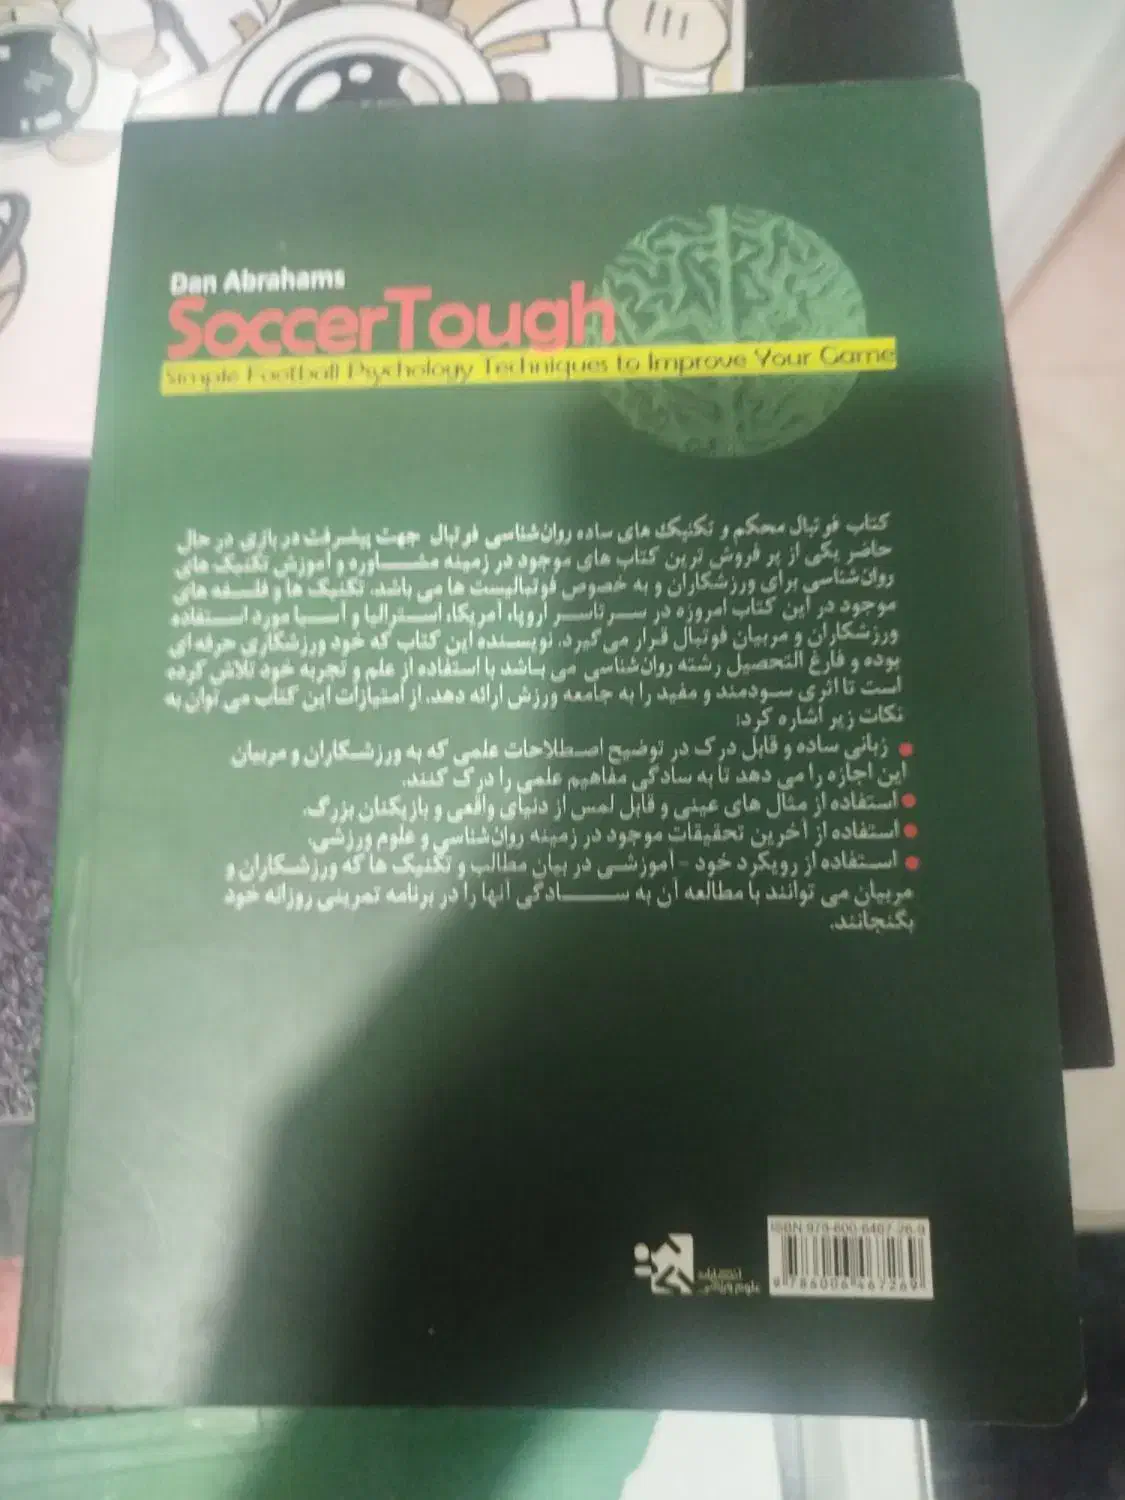 Dan Abrahams
SoccerTough
Simple Football Psychology Techniques to Improve Your Game
کتاب فوتبال محکم و تکنیک های ساده روان‌شناسی فوتبال جهت پیشرفت در بازی در حال
حاضر یکی از پر فروش ترین کتاب های موجود در زمینه مشاوره و آموزش تکنیک های
روان‌شناسی برای ورزشکاران و به خصوص فوتبالیست ها می باشد. تکنیک ها و فلسفه های
موجود در این کتاب امروزه در سرتاسر اروپا، آمریکا، استرالیا و آسیا مورد استفاده
ورزشکاران و مربیان فوتبال قرار می گیرد. نویسنده این کتاب که خود ورزشکاری حرفه ای
بوده و فارغ التحصیل رشته روان‌شناسی می باشد با استفاده از علم و تجربه خود تلاش کرده
است تا اثری سودمند و مفید را به جامعه ورزش ارائه دهد. از امتیازات این کتاب می توان به
نکات زیر اشاره کرد:
• زبانی ساده و قابل درک در توضیح اصطلاحات علمی که به ورزشکاران و مربیان
این اجازه را می دهد تا به سادگی مفاهیم علمی را درک کنند.
• استفاده از مثال های عینی و قابل لمس از دنیای واقعی و بازیکنان بزرگ.
• استفاده از آخرین تحقیقات موجود در زمینه روان‌شناسی و علوم ورزشی.
• استفاده از رویکرد خود - آموزشی در بیان مطالب و تکنیک ها که ورزشکاران و
مربیان می توانند با مطالعه آن به سادگی آنها را در برنامه تمرینی روزانه خود
بگنجانند.
ISBN 978-600-6467-26-9
9 786006 467269
انتشارات
علوم ورزشی